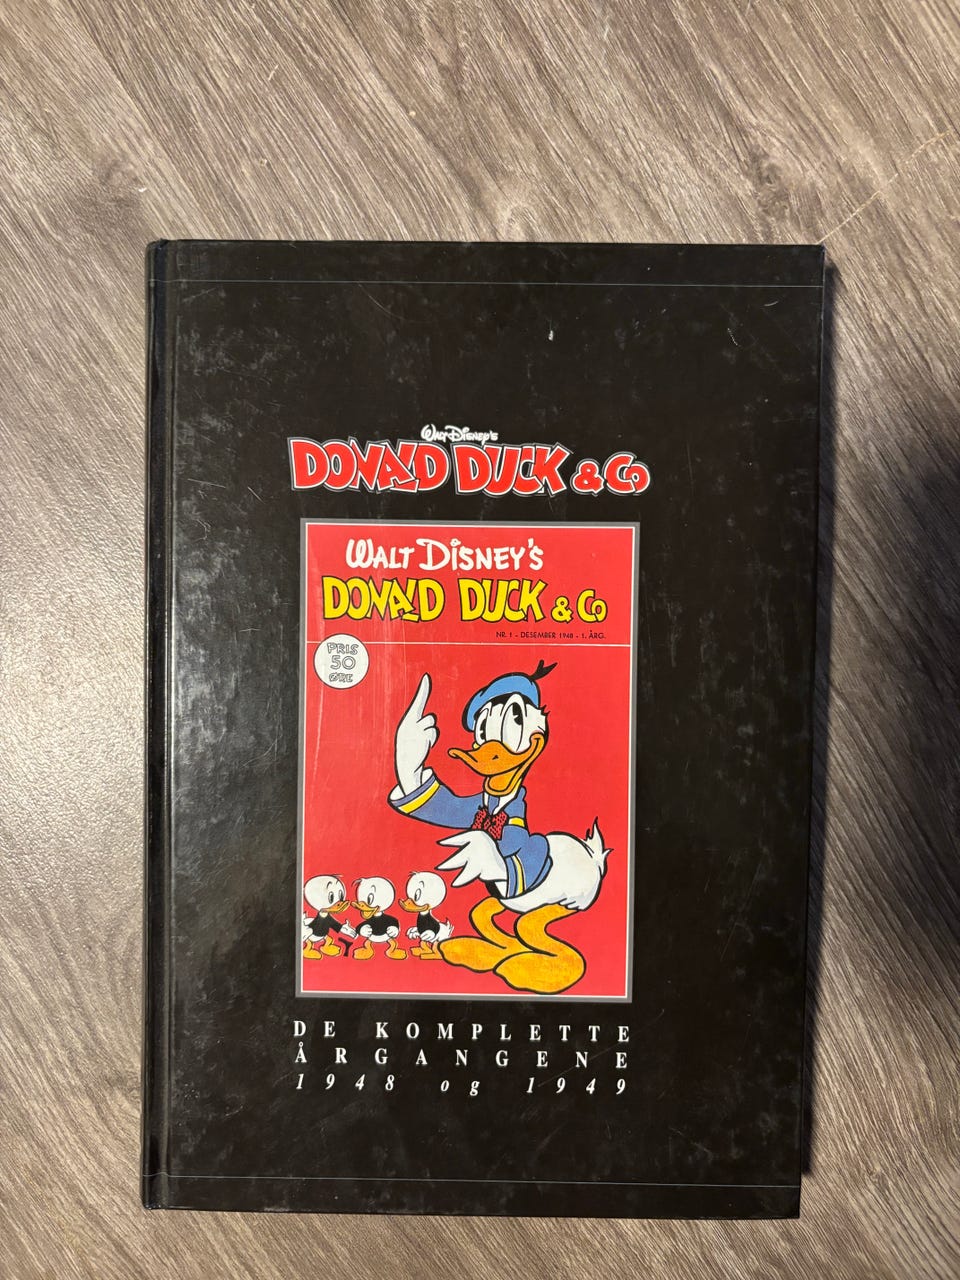 Walt Disney's
DONALD DUCK & Co
WALT DISNEY'S
DONALD DUCK & Co
NR. 1 - DESEMBER 1948 - 1. ÅRG.
PRIS
50
ØRE
DE KOMPLETTE
ÅRGANGENE
1948 og 1949